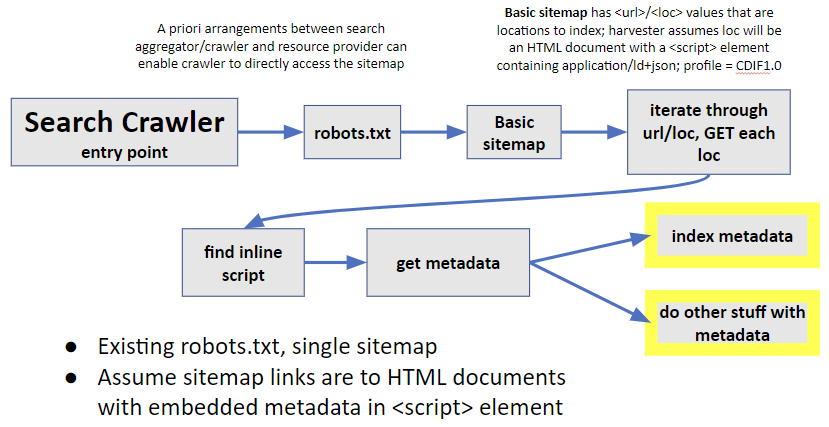 A priori arrangements between search
aggregator/crawler and resource provider can
enable crawler to directly access the sitemap
Basic sitemap has <url>/<loc> values that are
locations to index; harvester assumes loc will be
an HTML document with a <script> element
containing application/ld+json; profile = CDIF1.0
Search Crawler
entry point
robots.txt
Basic
sitemap
iterate through
url/loc, GET each
loc
find inline
script
get metadata
index metadata
do other stuff with
metadata
● Existing robots.txt, single sitemap
● Assume sitemap links are to HTML documents
with embedded metadata in <script> element